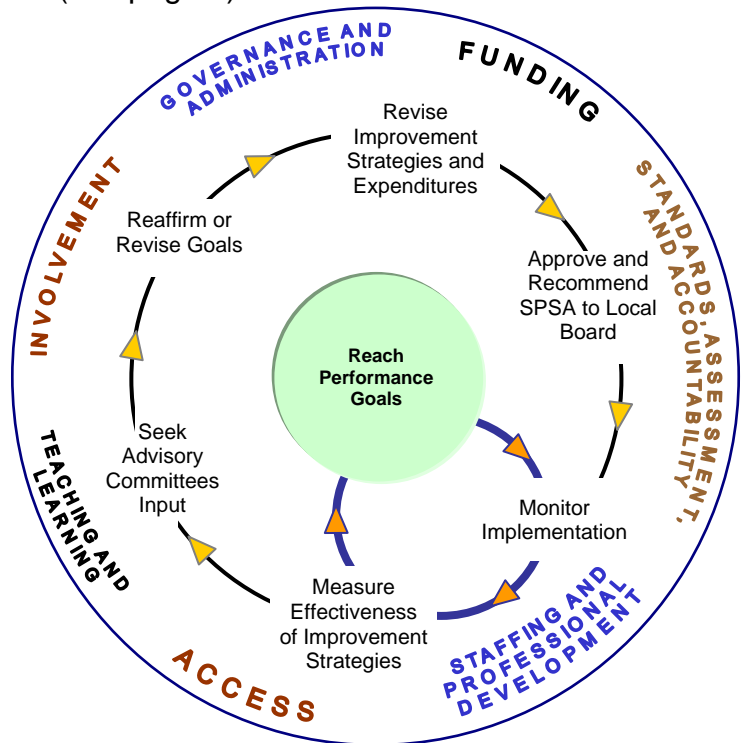 GOVERNANCE AND
ADMINISTRATION
FUNDING
STANDARDS, ASSESSMENT,
AND ACCOUNTABILITY
STAFFING AND
PROFESSIONAL
DEVELOPMENT
ACCESS
TEACHING AND
LEARNING
INVOLVEMENT
Revise
Improvement
Strategies and
Expenditures
Approve and
Recommend
SPSA to Local
Board
Monitor
Implementation
Measure
Effectiveness
of Improvement
Strategies
Seek
Advisory
Committees
Input
Reaffirm or
Revise Goals
Reach
Performance
Goals